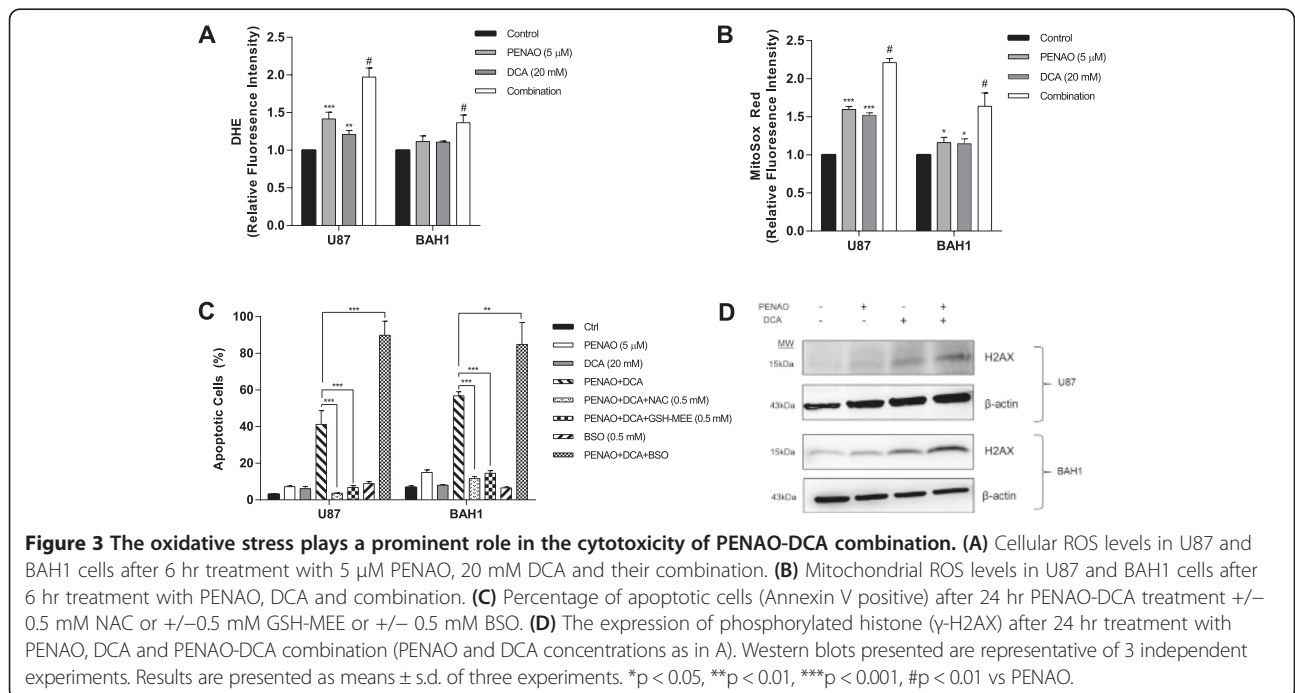 A
DHE
(Relative Fluoresence Intensity)
2.5
2.0
1.5
1.0
0.5
0.0
***
**
#
#
U87 BAH1
Control
PENAO (5 µM)
DCA (20 mM)
Combination
B
MitoSox Red
(Relative Fluoresence Intensity)
2.5
2.0
1.5
1.0
0.5
0.0
***
***
#
*
*
#
U87 BAH1
Control
PENAO (5 µM)
DCA (20 mM)
Combination
C
Apoptotic Cells (%)
100
80
60
40
20
0
***
***
***
**
***
***
U87 BAH1
Ctrl
PENAO (5 µM)
DCA (20 mM)
PENAO+DCA
PENAO+DCA+NAC (0.5 mM)
PENAO+DCA+GSH-MEE (0.5 mM)
BSO (0.5 mM)
PENAO+DCA+BSO
D
PENAO - + - +
DCA - - + +
MW
15kDa H2AX
43kDa β-actin
U87
15kDa H2AX
43kDa β-actin
BAH1
Figure 3 The oxidative stress plays a prominent role in the cytotoxicity of PENAO-DCA combination. (A) Cellular ROS levels in U87 and
BAH1 cells after 6 hr treatment with 5 µM PENAO, 20 mM DCA and their combination. (B) Mitochondrial ROS levels in U87 and BAH1 cells after
6 hr treatment with PENAO, DCA and combination. (C) Percentage of apoptotic cells (Annexin V positive) after 24 hr PENAO-DCA treatment +/−
0.5 mM NAC or +/−0.5 mM GSH-MEE or +/− 0.5 mM BSO. (D) The expression of phosphorylated histone (γ-H2AX) after 24 hr treatment with
PENAO, DCA and PENAO-DCA combination (PENAO and DCA concentrations as in A). Western blots presented are representative of 3 independent
experiments. Results are presented as means ± s.d. of three experiments. *p < 0.05, **p < 0.01, ***p < 0.001, #p < 0.01 vs PENAO.